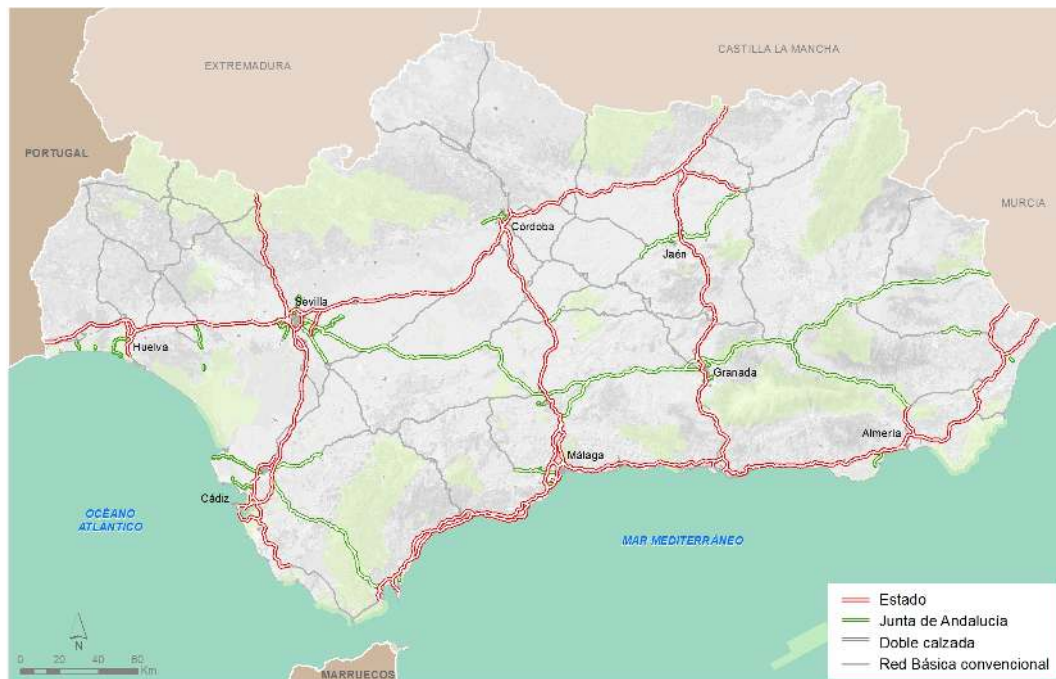 EXTREMADURA
CASTILLA LA MANCHA
PORTUGAL
MURCIA
Córdoba
Jaén
Sevilla
Huelva
Granada
Almería
Málaga
Cádiz
OCÉANO
ATLÁNTICO
MAR MEDITERRÁNEO
MARRUECOS
N
0 20 40 80
Km
Estado
Junta de Andalucía
Doble calzada
Red Básica convencional